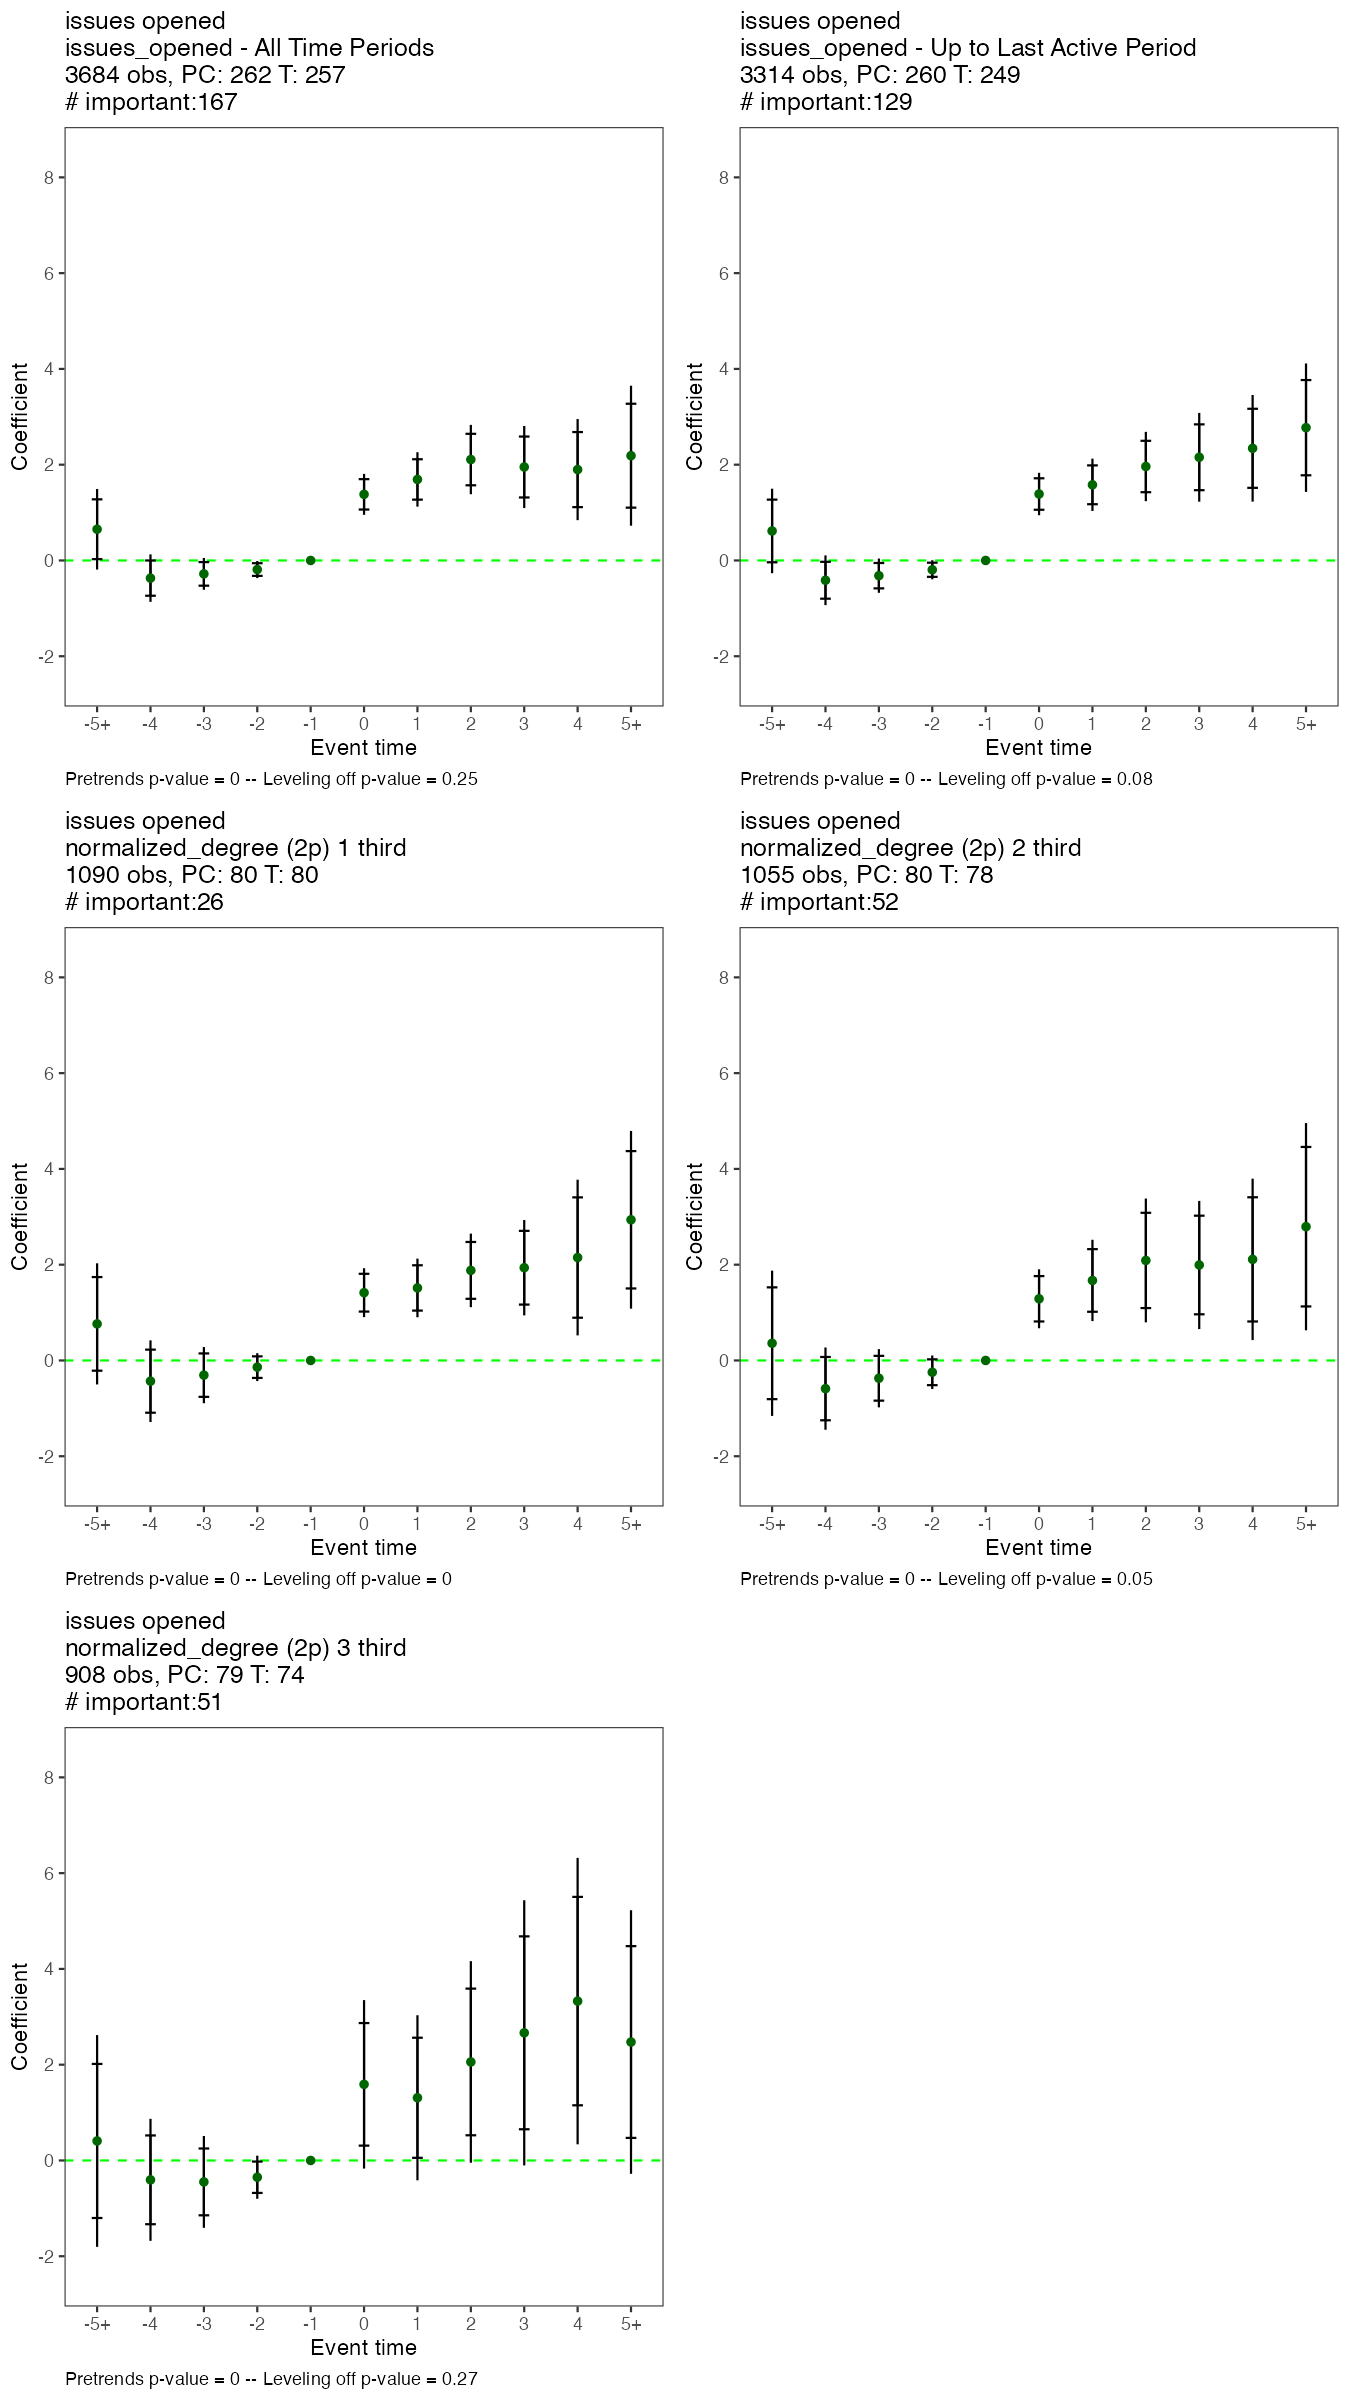 issues opened
issues_opened - All Time Periods
3684 obs, PC: 262 T: 257
# important:167
Coefficient
8
6
4
2
0
-2
-5+ -4 -3 -2 -1 0 1 2 3 4 5+
Event time
Pretrends p-value = 0 -- Leveling off p-value = 0.25
issues opened
issues_opened - Up to Last Active Period
3314 obs, PC: 260 T: 249
# important:129
Coefficient
8
6
4
2
0
-2
-5+ -4 -3 -2 -1 0 1 2 3 4 5+
Event time
Pretrends p-value = 0 -- Leveling off p-value = 0.08
issues opened
normalized_degree (2p) 1 third
1090 obs, PC: 80 T: 80
# important:26
Coefficient
8
6
4
2
0
-2
-5+ -4 -3 -2 -1 0 1 2 3 4 5+
Event time
Pretrends p-value = 0 -- Leveling off p-value = 0
issues opened
normalized_degree (2p) 2 third
1055 obs, PC: 80 T: 78
# important:52
Coefficient
8
6
4
2
0
-2
-5+ -4 -3 -2 -1 0 1 2 3 4 5+
Event time
Pretrends p-value = 0 -- Leveling off p-value = 0.05
issues opened
normalized_degree (2p) 3 third
908 obs, PC: 79 T: 74
# important:51
Coefficient
8
6
4
2
0
-2
-5+ -4 -3 -2 -1 0 1 2 3 4 5+
Event time
Pretrends p-value = 0 -- Leveling off p-value = 0.27